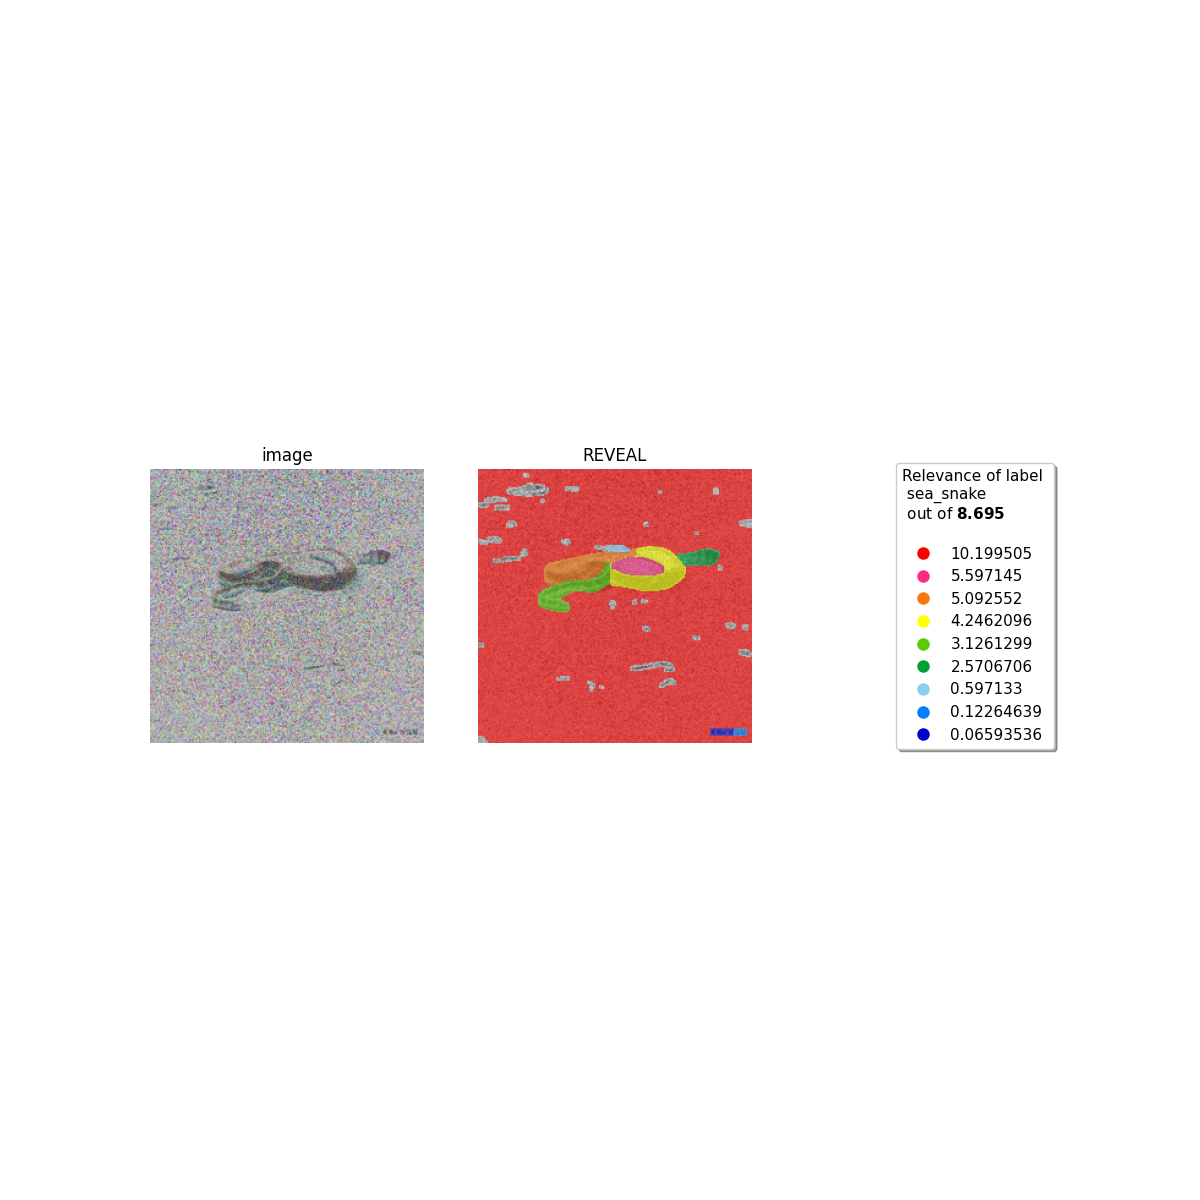 image
REVEAL
Relevance of label
sea_snake
out of 8.695
10.199505
5.597145
5.092552
4.2462096
3.1261299
2.5706706
0.597133
0.12264639
0.06593536